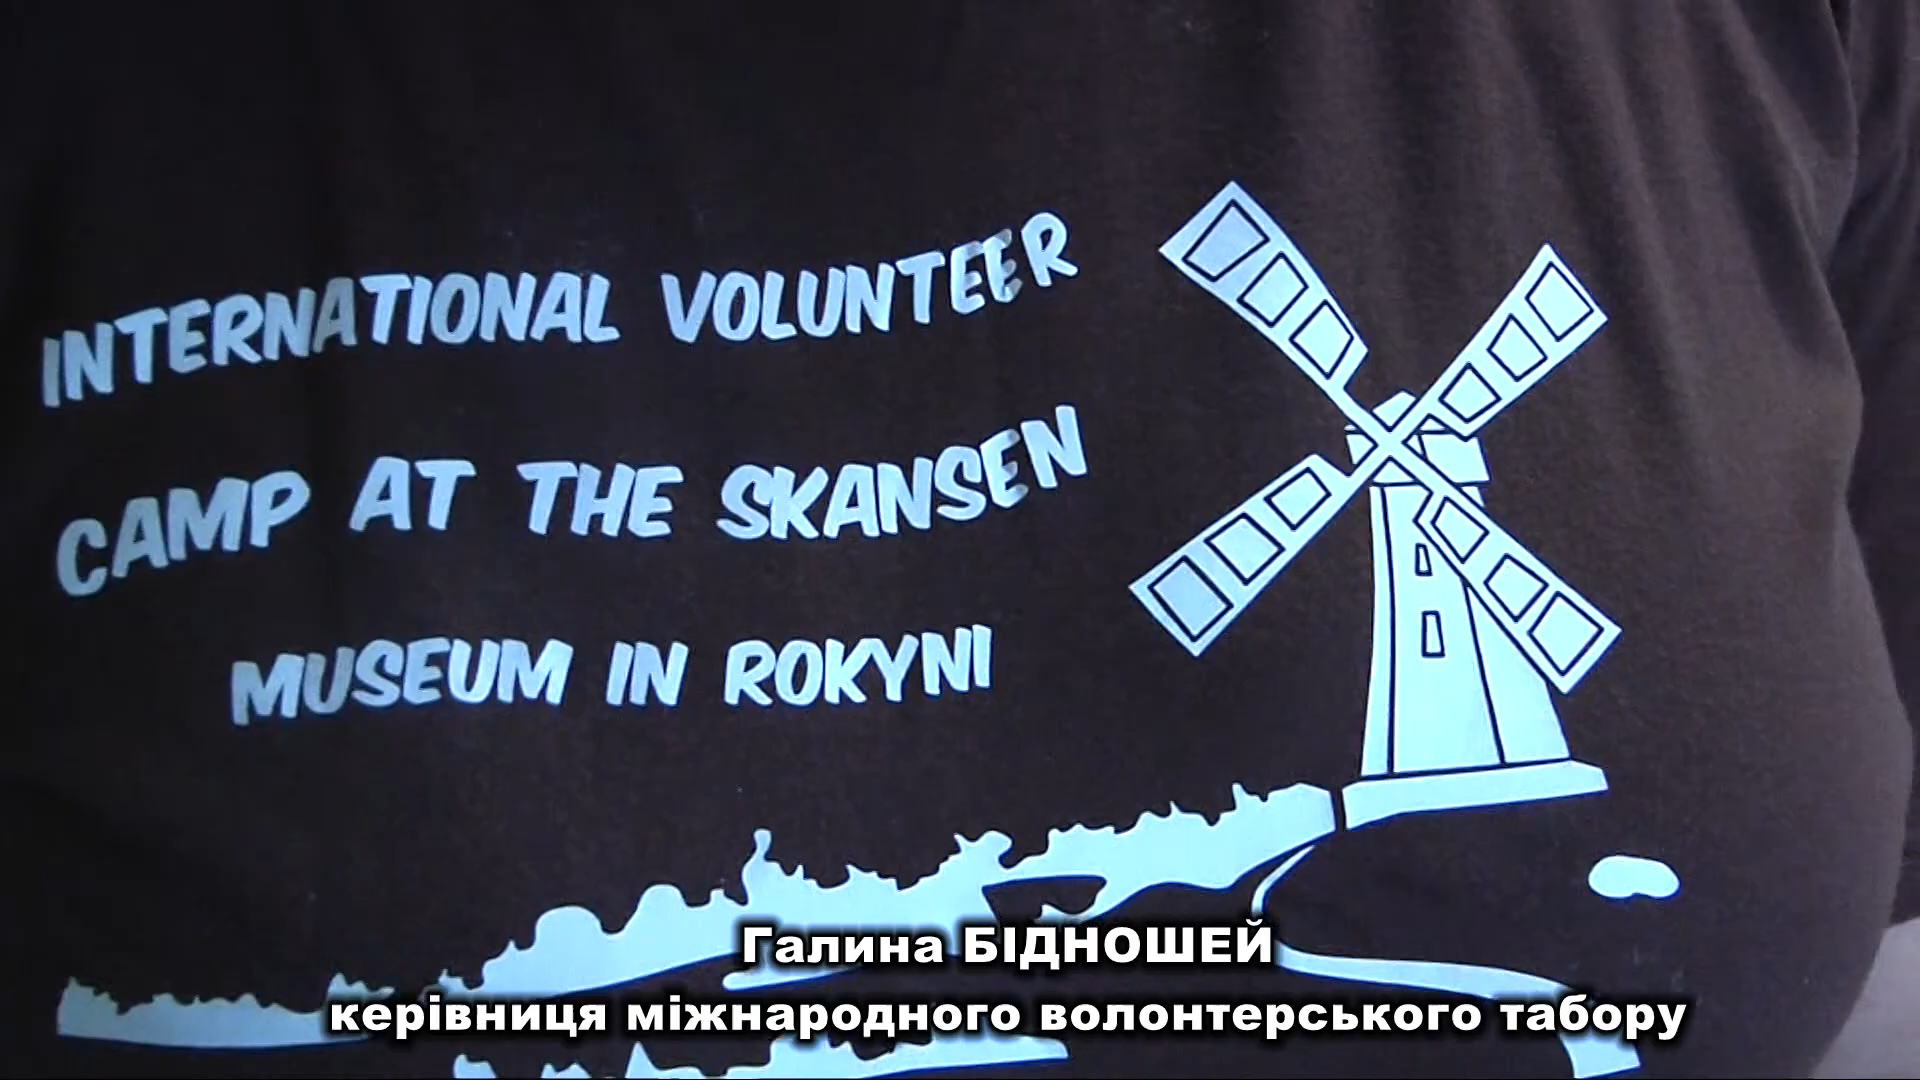 INTERNATIONAL VOLUNTEER
CAMP AT THE SKANSEN
MUSEUM IN ROKYNI
Галина БІДНОШЕЙ
керівниця міжнародного волонтерського табору